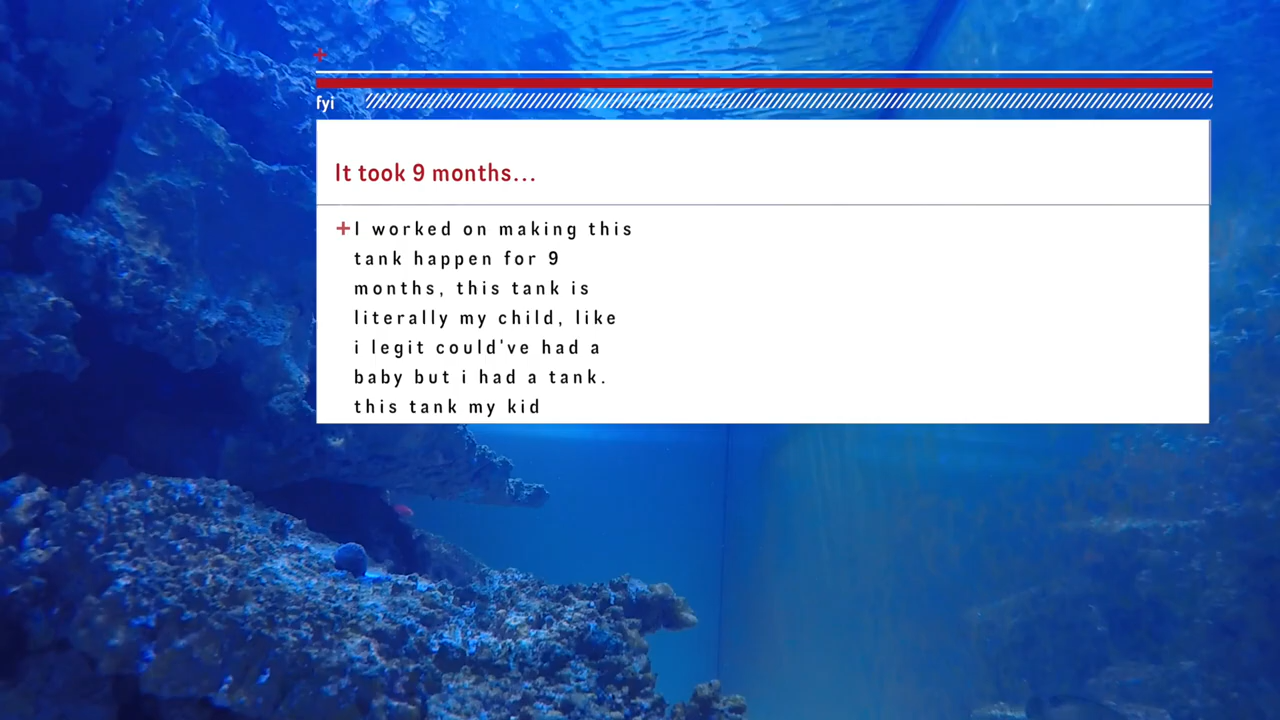 fyi
It took 9 months...
+I worked on making this
tank happen for 9
months, this tank is
literally my child, like
i legit could've had a
baby but i had a tank.
this tank my kid